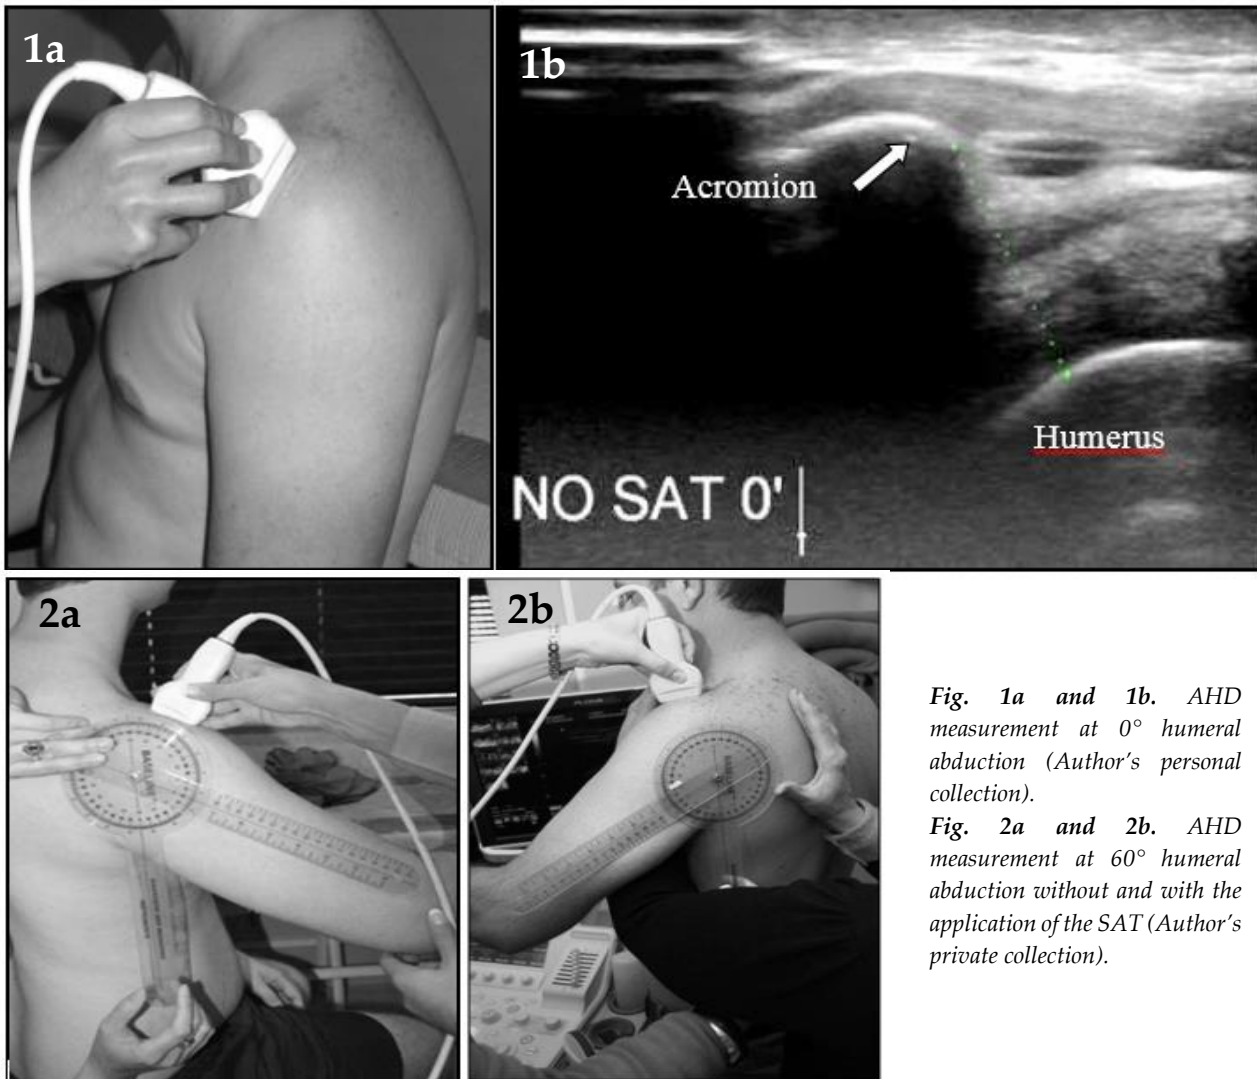 1a
1b
Acromion
Humerus
NO SAT 0'
2a
2b
Fig. 1a and 1b. AHD
measurement at 0° humeral
abduction (Author's personal
collection).
Fig. 2a and 2b. AHD
measurement at 60° humeral
abduction without and with the
application of the SAT (Author's
private collection).